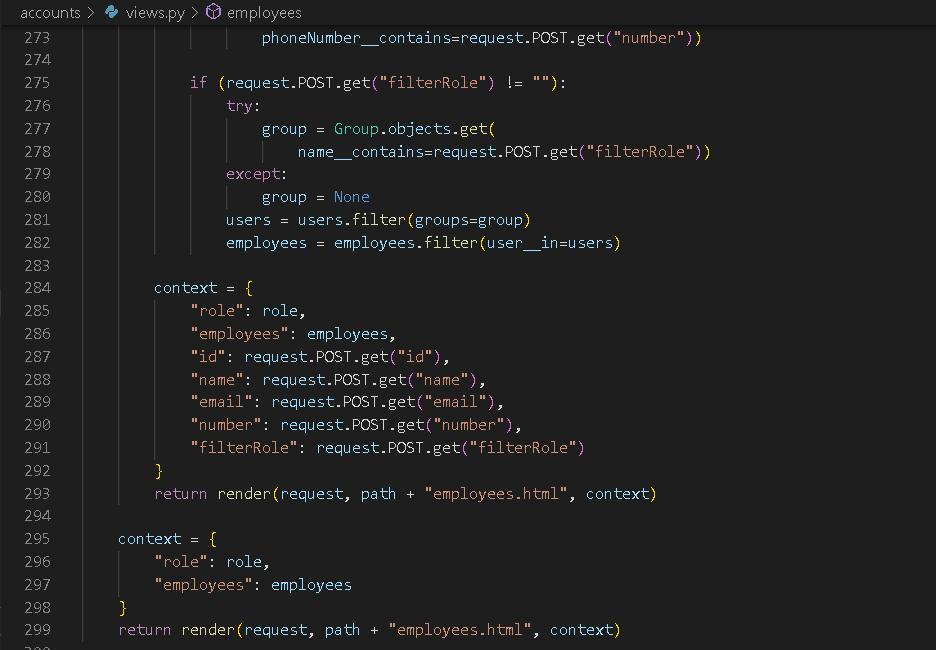 accounts > views.py > employees
273 phoneNumber__contains=request.POST.get("number"))
274
275 if (request.POST.get("filterRole") != ""):
276 try:
277 group = Group.objects.get(
278 name__contains=request.POST.get("filterRole"))
279 except:
280 group = None
281 users = users.filter(groups=group)
282 employees = employees.filter(user__in=users)
283
284 context = {
285 "role": role,
286 "employees": employees,
287 "id": request.POST.get("id"),
288 "name": request.POST.get("name"),
289 "email": request.POST.get("email"),
290 "number": request.POST.get("number"),
291 "filterRole": request.POST.get("filterRole")
292 }
293 return render(request, path + "employees.html", context)
294
295 context = {
296 "role": role,
297 "employees": employees
298 }
299 return render(request, path + "employees.html", context)